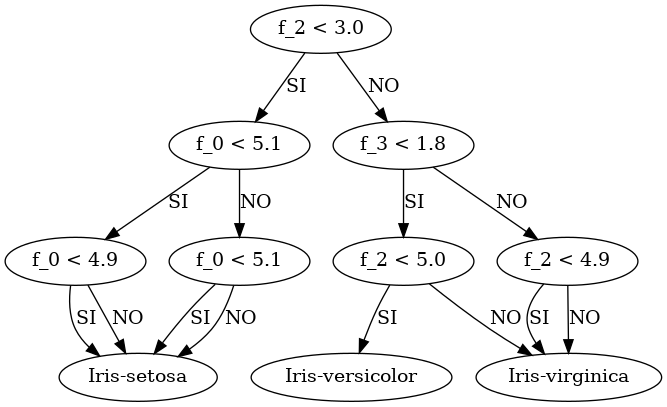 f_2 < 3.0
SI
NO
f_0 < 5.1
f_3 < 1.8
SI
NO
SI
NO
f_0 < 4.9
f_0 < 5.1
f_2 < 5.0
f_2 < 4.9
SI
NO
SI
NO
SI
NO
SI
NO
Iris-setosa
Iris-versicolor
Iris-virginica